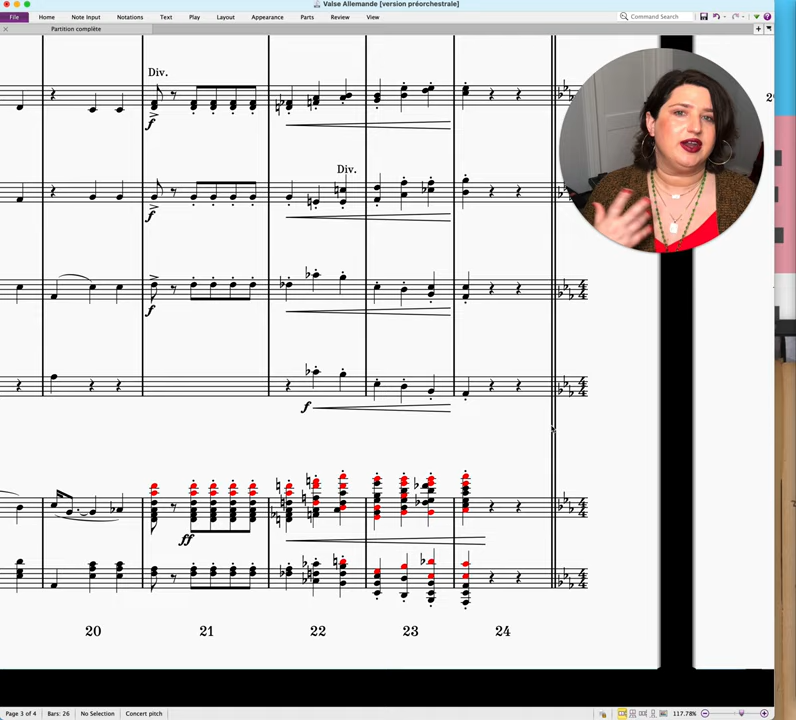 Valse Allemande [version préorchestrale]
File Home Note Input Notations Text Play Layout Appearance Parts Review View Command Search
Partition complète
Div.
f
Div.
f
f
f
ff
20 21 22 23 24
Page 3 of 4 Bars: 26 No Selection Concert pitch 117.78%